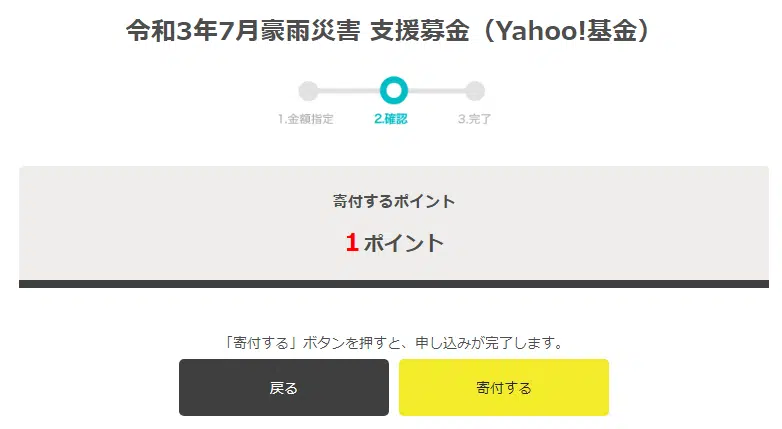 令和3年7月豪雨災害 支援募金（Yahoo!基金）
1.金額指定 2.確認 3.完了
寄付するポイント
1 ポイント
「寄付する」ボタンを押すと、申し込みが完了します。
戻る 寄付する